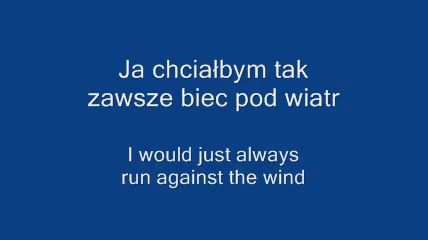 Ja chciałbym tak
zawsze biec pod wiatr
I would just always
run against the wind